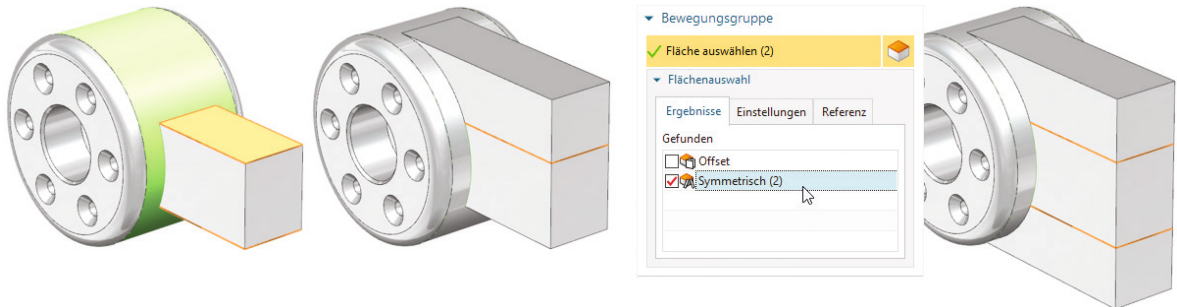 Bewegungsgruppe
Fläche auswählen (2)
Flächenauswahl
Ergebnisse Einstellungen Referenz
Gefunden
Offset
Symmetrisch (2)